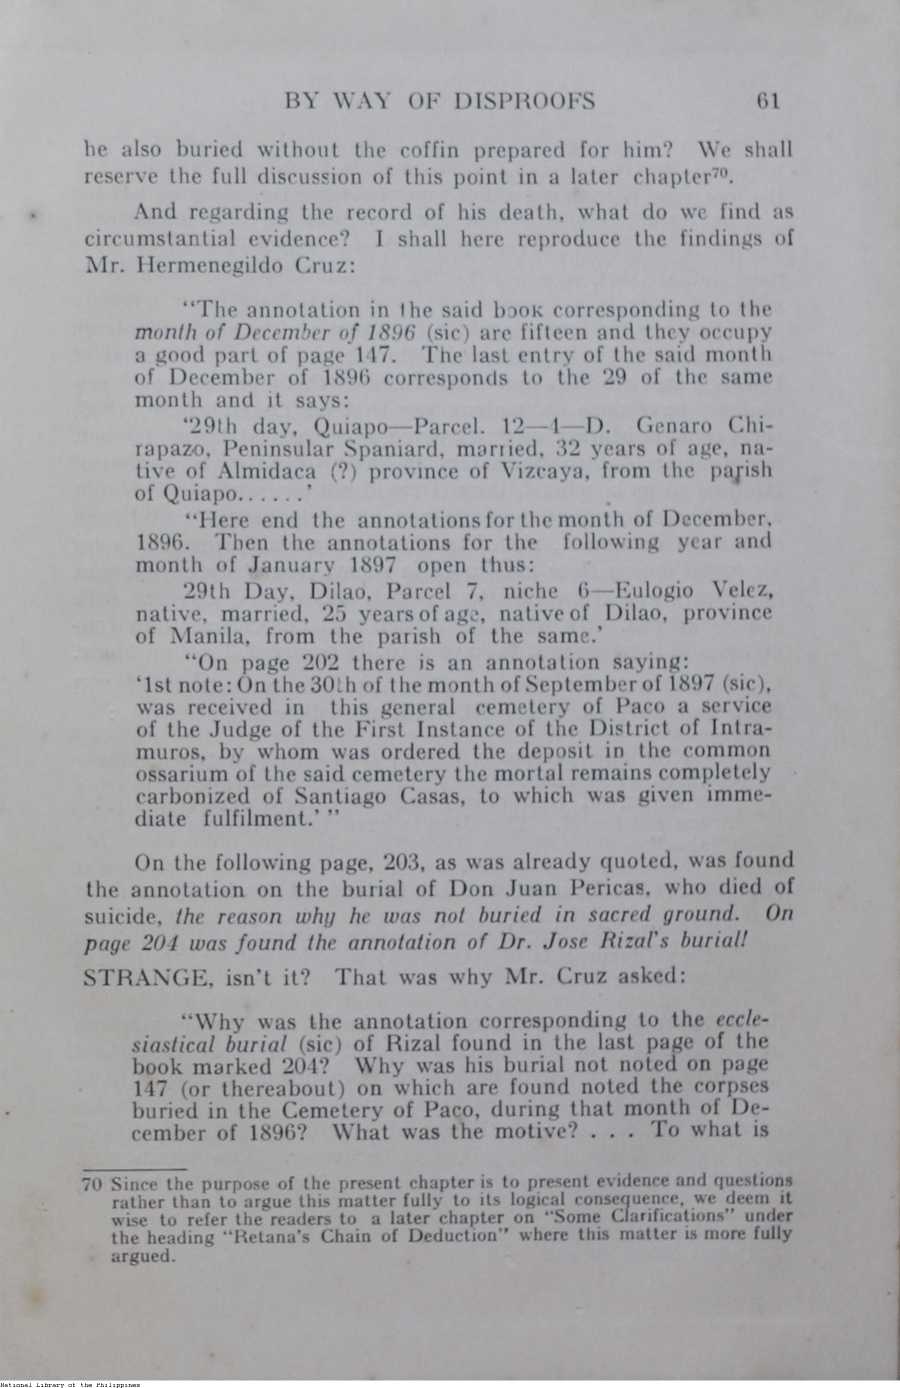 BY WAY OF DISPROOFS 61
he also buried without the coffin prepared for him? We shall
reserve the full discussion of this point in a later chapter⁷⁰.
And regarding the record of his death, what do we find as
circumstantial evidence? I shall here reproduce the findings of
Mr. Hermenegildo Cruz:
“The annotation in the said book corresponding to the
month of December of 1896 (sic) are fifteen and they occupy
a good part of page 147. The last entry of the said month
of December of 1896 corresponds to the 29 of the same
month and it says:
‘29th day, Quiapo—Parcel. 12—1—D. Genaro Chi-
rapazo, Peninsular Spaniard, married, 32 years of age, na-
tive of Almidaca (?) province of Vizcaya, from the parish
of Quiapo......’
“Here end the annotations for the month of December,
1896. Then the annotations for the following year and
month of January 1897 open thus:
29th Day, Dilao, Parcel 7, niche 6—Eulogio Velez,
native, married, 25 years of age, native of Dilao, province
of Manila, from the parish of the same.’
“On page 202 there is an annotation saying:
‘1st note: On the 30th of the month of September of 1897 (sic),
was received in this general cemetery of Paco a service
of the Judge of the First Instance of the District of Intra-
muros, by whom was ordered the deposit in the common
ossarium of the said cemetery the mortal remains completely
carbonized of Santiago Casas, to which was given imme-
diate fulfilment.’ ”
On the following page, 203, as was already quoted, was found
the annotation on the burial of Don Juan Pericas, who died of
suicide, the reason why he was not buried in sacred ground. On
page 204 was found the annotation of Dr. Jose Rizal's burial!
STRANGE, isn't it? That was why Mr. Cruz asked:
“Why was the annotation corresponding to the eccle-
siastical burial (sic) of Rizal found in the last page of the
book marked 204? Why was his burial not noted on page
147 (or thereabout) on which are found noted the corpses
buried in the Cemetery of Paco, during that month of De-
cember of 1896? What was the motive? . . . To what is
70 Since the purpose of the present chapter is to present evidence and questions
rather than to argue this matter fully to its logical consequence, we deem it
wise to refer the readers to a later chapter on “Some Clarifications” under
the heading “Retana's Chain of Deduction” where this matter is more fully
argued.
National Library of the Philippines